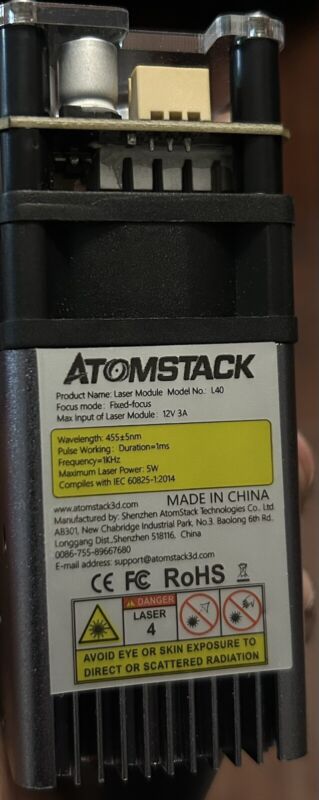 ATOMSTACK
Product Name: Laser Module Model No.: L40
Focus mode: Fixed-focus
Max Input of Laser Module: 12V 3A
Wavelength: 455±5nm
Pulse Working: Duration=1ms
Frequency=1KHz
Maximum Laser Power: 5W
Compiles with IEC 60825-1:2014
www.atomstack3d.com MADE IN CHINA
Manufactured by: Shenzhen AtomStack Technologies Co.. Ltd
AB301, New Chabridge Industrial Park, No.3. Baolong 6th Rd.
Longgang Dist.,Shenzhen 518116, China
0086-755-89667680
E-mail address: support@atomstack3d.com
CE FC RoHS
DANGER
LASER
4
AVOID EYE OR SKIN EXPOSURE TO
DIRECT OR SCATTERED RADIATION